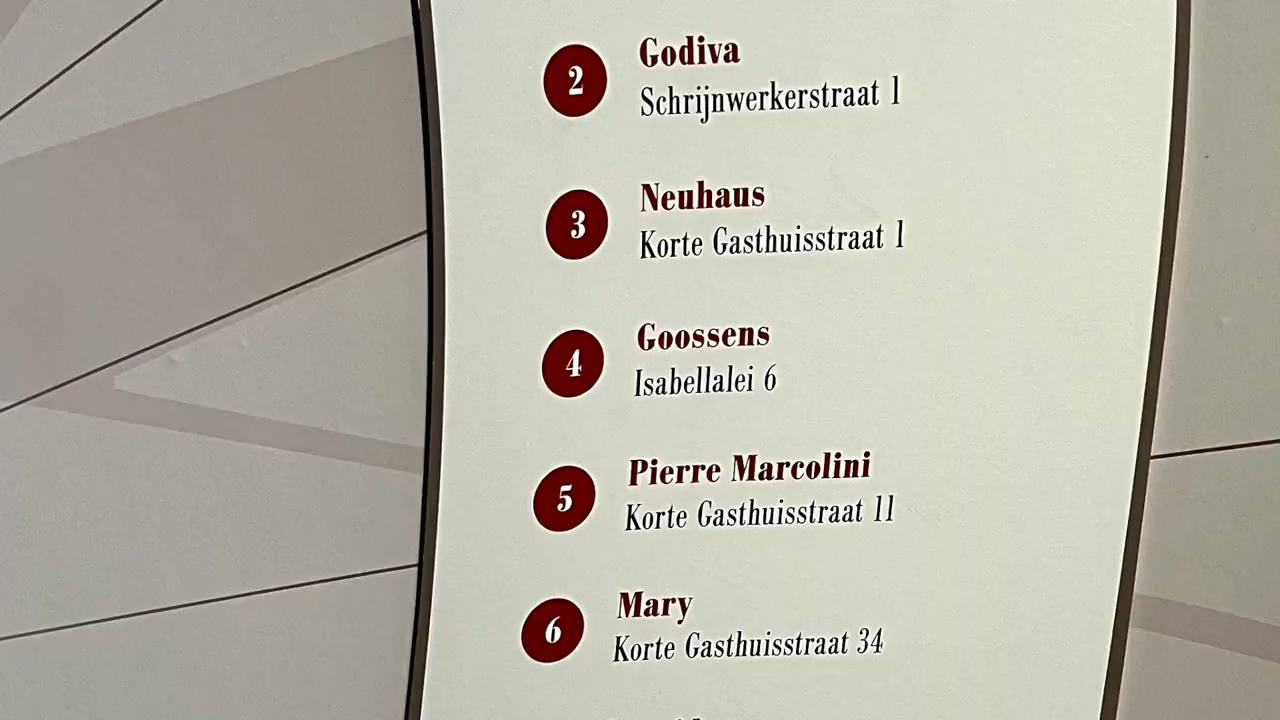 2
Godiva
Schrijnwerkerstraat 1
3
Neuhaus
Korte Gasthuisstraat 1
4
Goossens
Isabellalei 6
5
Pierre Marcolini
Korte Gasthuisstraat 11
6
Mary
Korte Gasthuisstraat 34